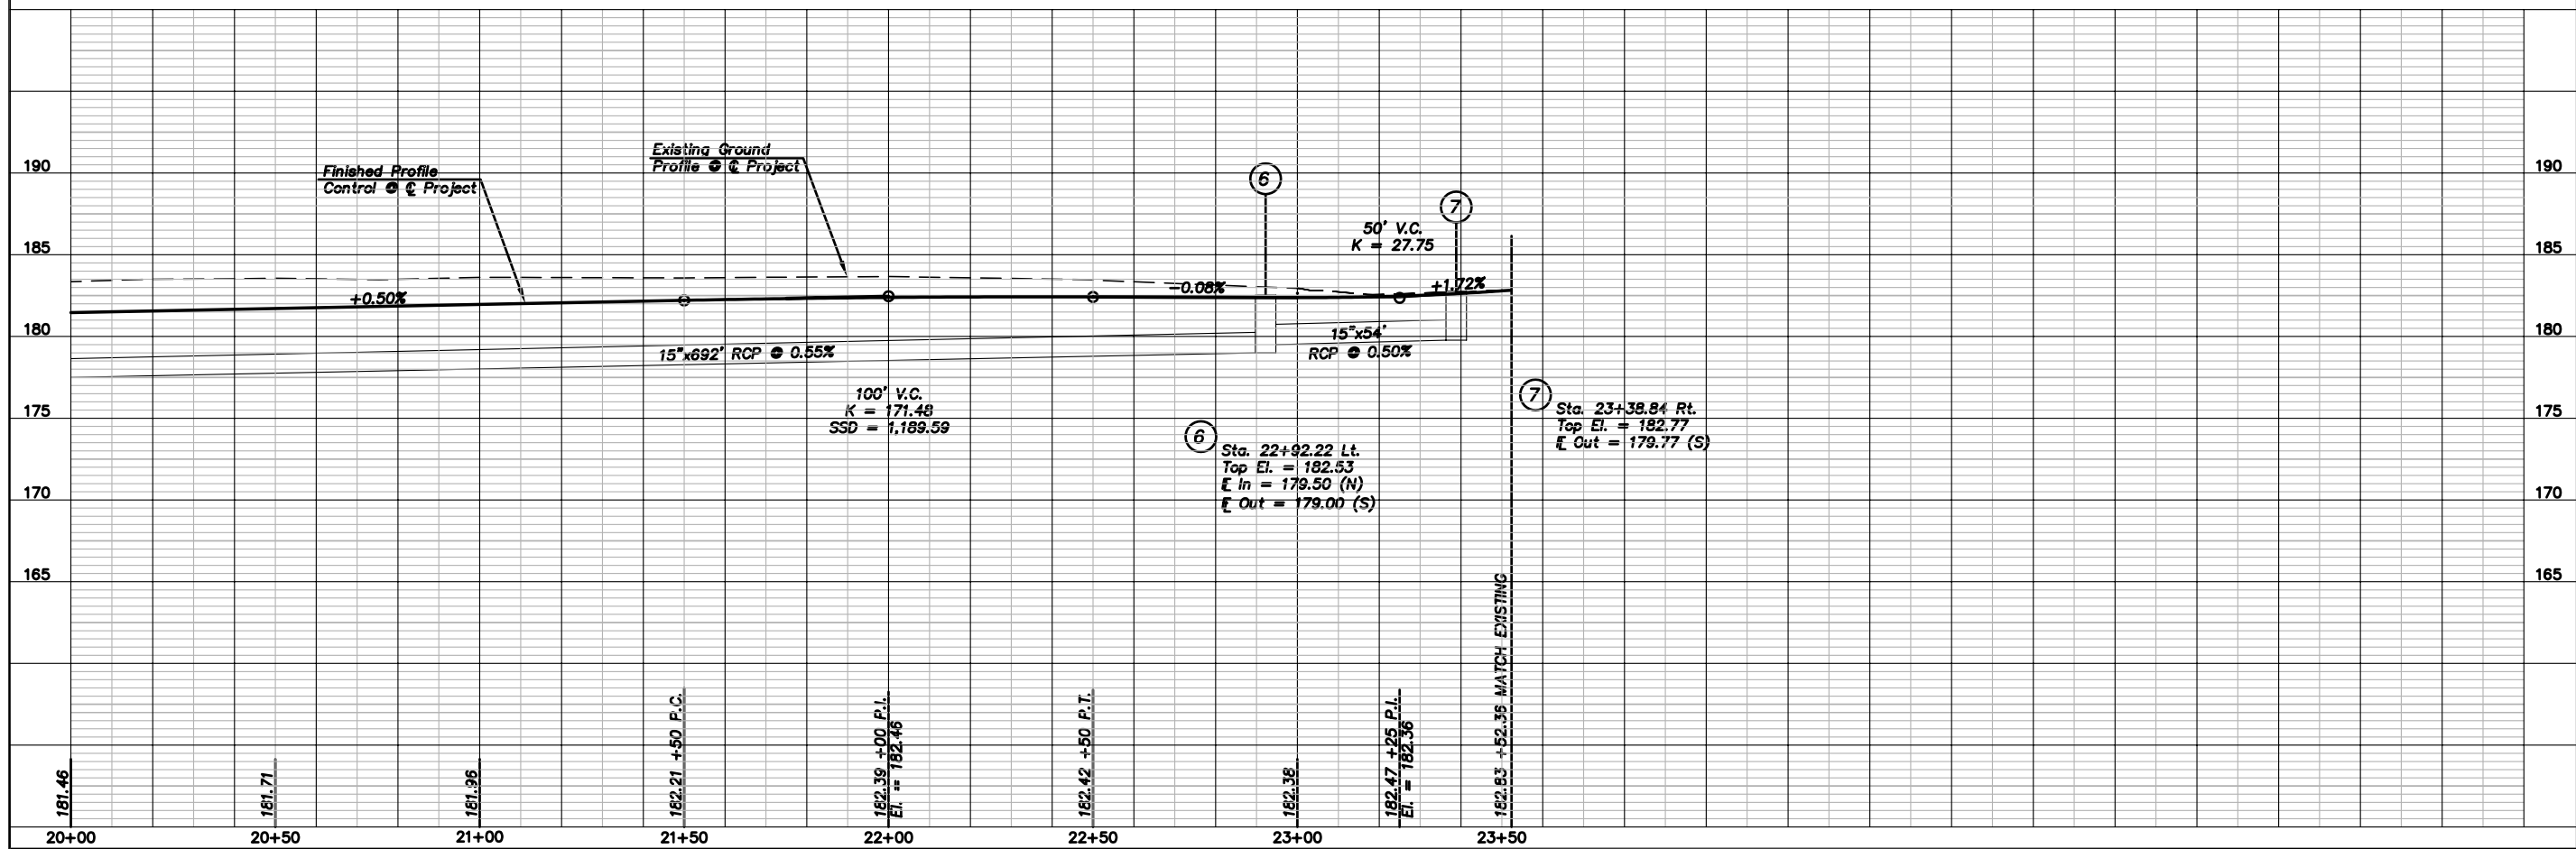 190
185
180
175
170
165
Finished Profile
Control @ ℄ Project
Existing Ground
Profile @ ℄ Project
6
7
50' V.C.
K = 27.75
+0.50%
-0.08%
+1.72%
15"x692' RCP @ 0.55%
15"x54'
RCP @ 0.50%
100' V.C.
K = 171.48
SSD = 1,189.59
6
Sta. 22+92.22 Lt.
Top El. = 182.53
FL In = 179.50 (N)
FL Out = 179.00 (S)
7
Sta. 23+38.84 Rt.
Top El. = 182.77
FL Out = 179.77 (S)
190
185
180
175
170
165
181.46
181.71
181.96
182.21 +50 P.C.
182.39 +00 P.I.
El. = 182.46
182.42 +50 P.T.
182.38
182.47 +25 P.I.
El. = 182.36
182.83 +52.36 MATCH EXISTING
20+00
20+50
21+00
21+50
22+00
22+50
23+00
23+50